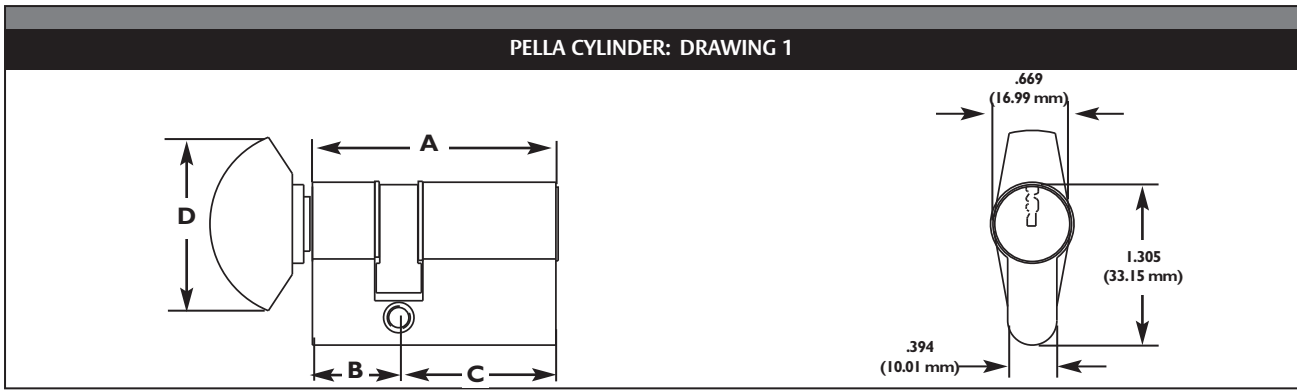 PELLA CYLINDER: DRAWING 1
.669
(16.99 mm)
A
D
1.305
(33.15 mm)
.394
(10.01 mm)
B
C